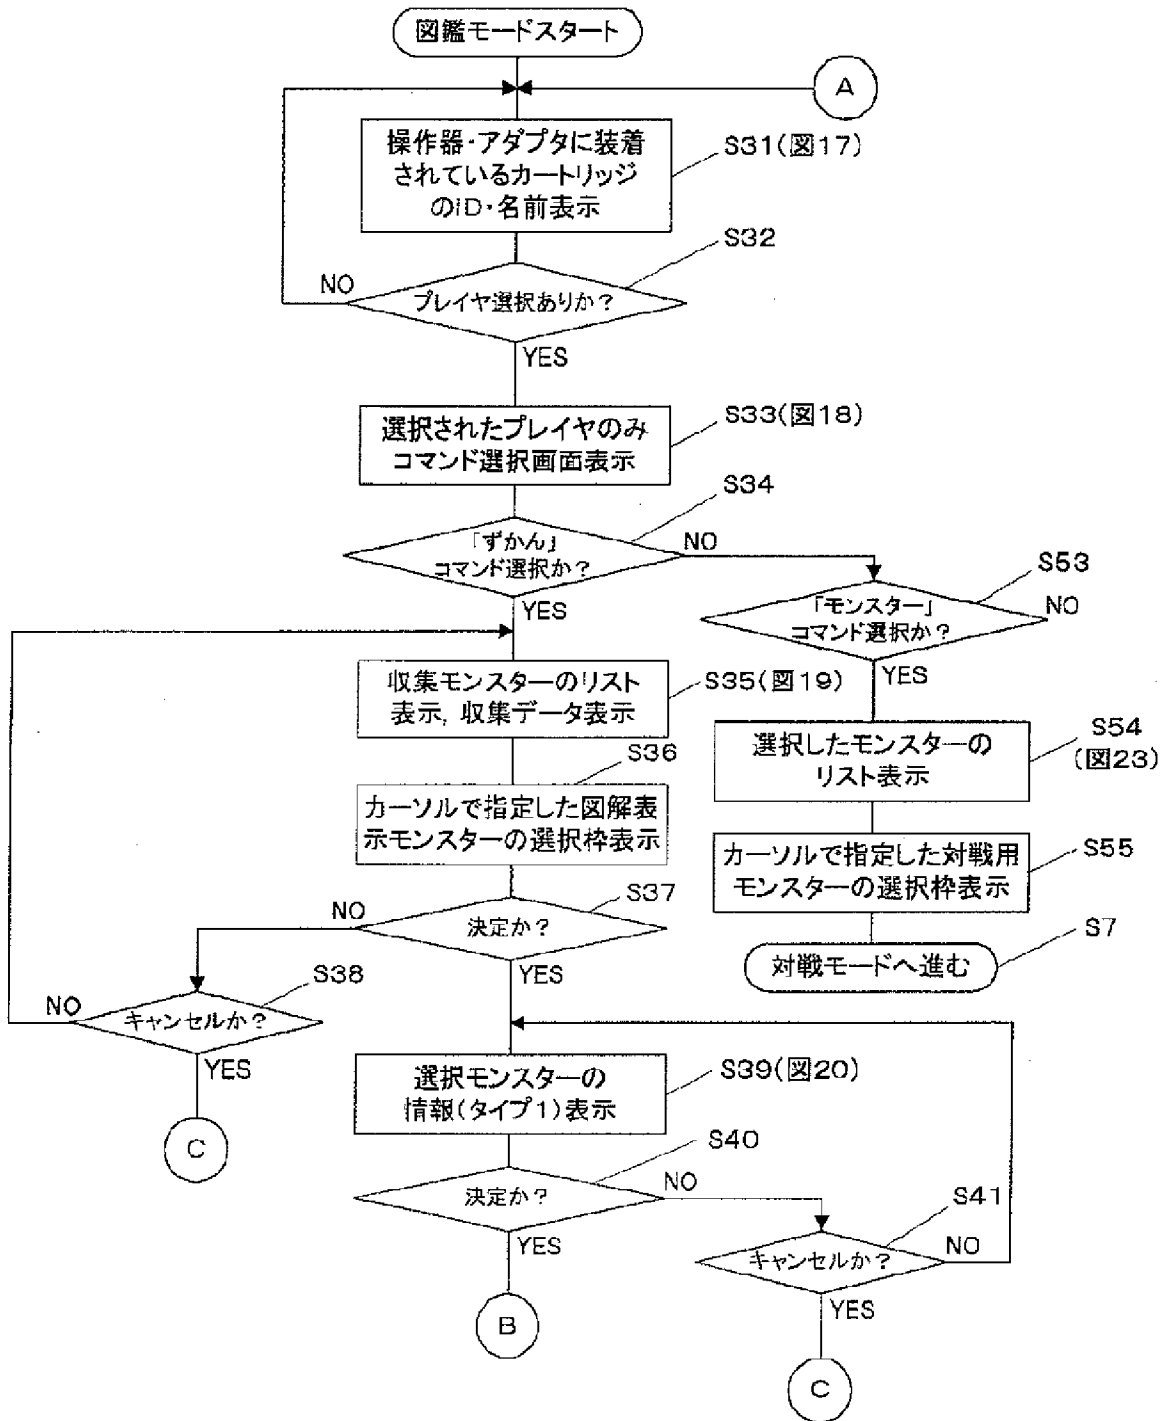 図鑑モードスタート
A
操作器・アダプタに装着
されているカートリッジ
のID・名前表示
S31(図17)
S32
NO
プレイヤ選択ありか?
YES
選択されたプレイヤのみ
コマンド選択画面表示
S33(図18)
S34
「ずかん」
コマンド選択か?
NO
YES
S53
「モンスター」
コマンド選択か?
NO
YES
収集モンスターのリスト
表示, 収集データ表示
S35(図19)
選択したモンスターの
リスト表示
S54
(図23)
S36
カーソルで指定した図解表
示モンスターの選択枠表示
カーソルで指定した対戦用
モンスターの選択枠表示
S55
S37
NO
決定か?
YES
S7
対戦モードへ進む
S38
NO
キャンセルか?
YES
C
選択モンスターの
情報(タイプ1)表示
S39(図20)
S40
決定か?
NO
YES
S41
キャンセルか?
NO
YES
B
C